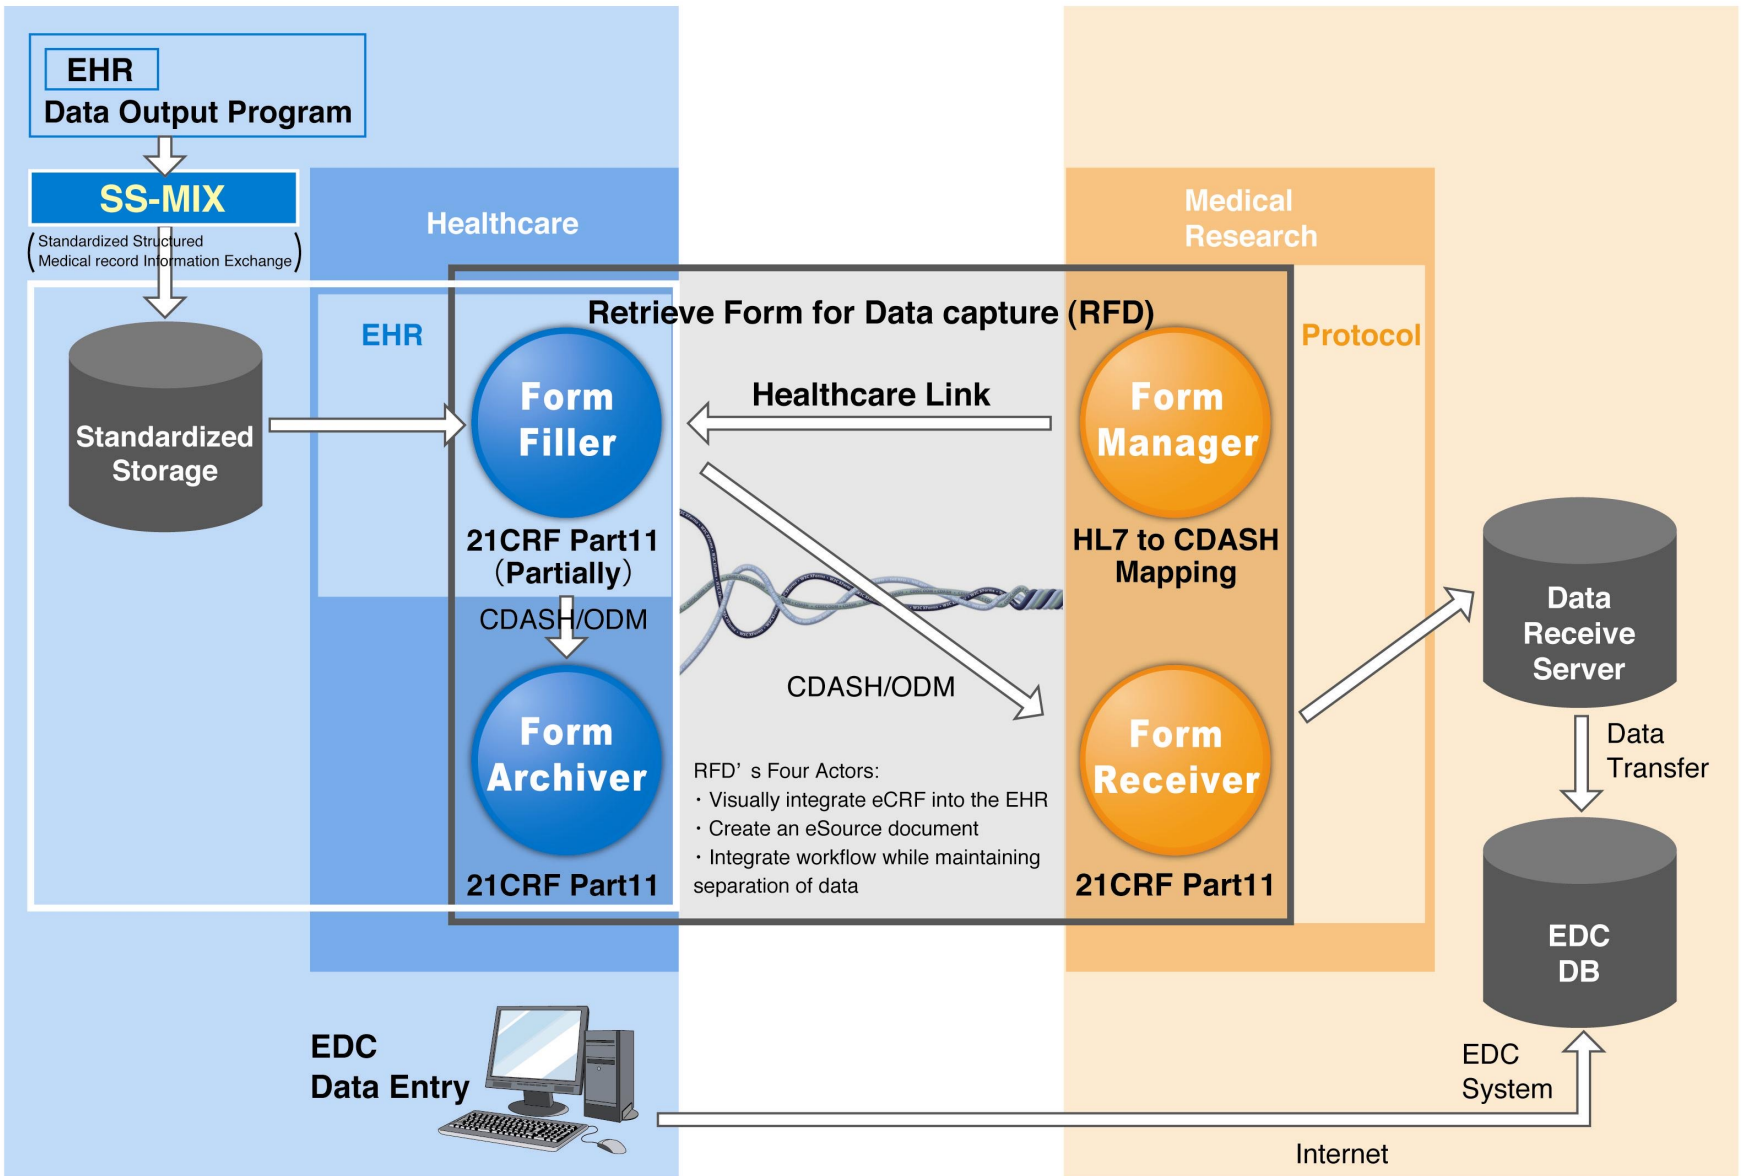 EHR
Data Output Program
SS-MIX
(Standardized Structured
Medical record Information Exchange)
Healthcare
Medical
Research
Retrieve Form for Data capture (RFD)
EHR
Protocol
Standardized
Storage
Form
Filler
Healthcare Link
Form
Manager
21CRF Part11
(Partially)
HL7 to CDASH
Mapping
CDASH/ODM
CDASH/ODM
Data
Receive
Server
Form
Archiver
RFD's Four Actors:
・Visually integrate eCRF into the EHR
・Create an eSource document
・Integrate workflow while maintaining
separation of data
Form
Receiver
Data
Transfer
21CRF Part11
21CRF Part11
EDC
DB
EDC
Data Entry
EDC
System
Internet